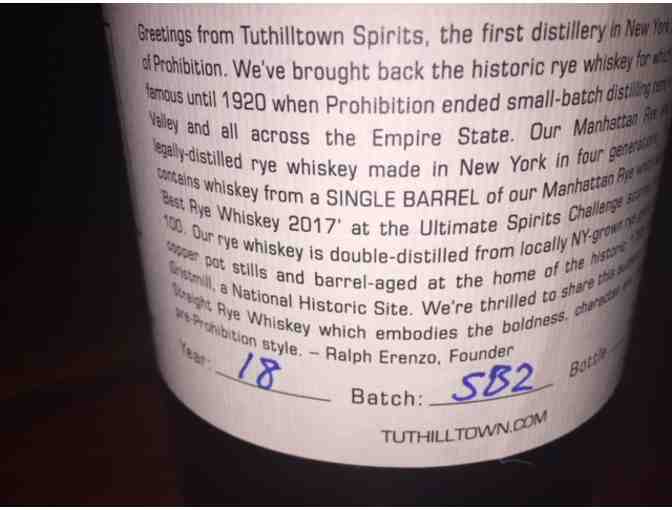 Greetings from Tuthilltown Spirits, the first distillery in New York
of Prohibition. We've brought back the historic rye whiskey for
famous until 1920 when Prohibition ended small-batch distilling
Valley and all across the Empire State. Our Manhattan Rye
legally-distilled rye whiskey made in New York in four
contains whiskey from a SINGLE BARREL of our Manhattan Rye
'Best Rye Whiskey 2017' at the Ultimate Spirits Challenge
100. Our rye whiskey is double-distilled from locally NY-grown
copper pot stills and barrel-aged at the home of the historic
Gristmill, a National Historic Site. We're thrilled to share this
Straight Rye Whiskey which embodies the boldness, character
pre-Prohibition style. – Ralph Erenzo, Founder
Year: 18 Batch: SB2 Bottle
TUTHILLTOWN.COM